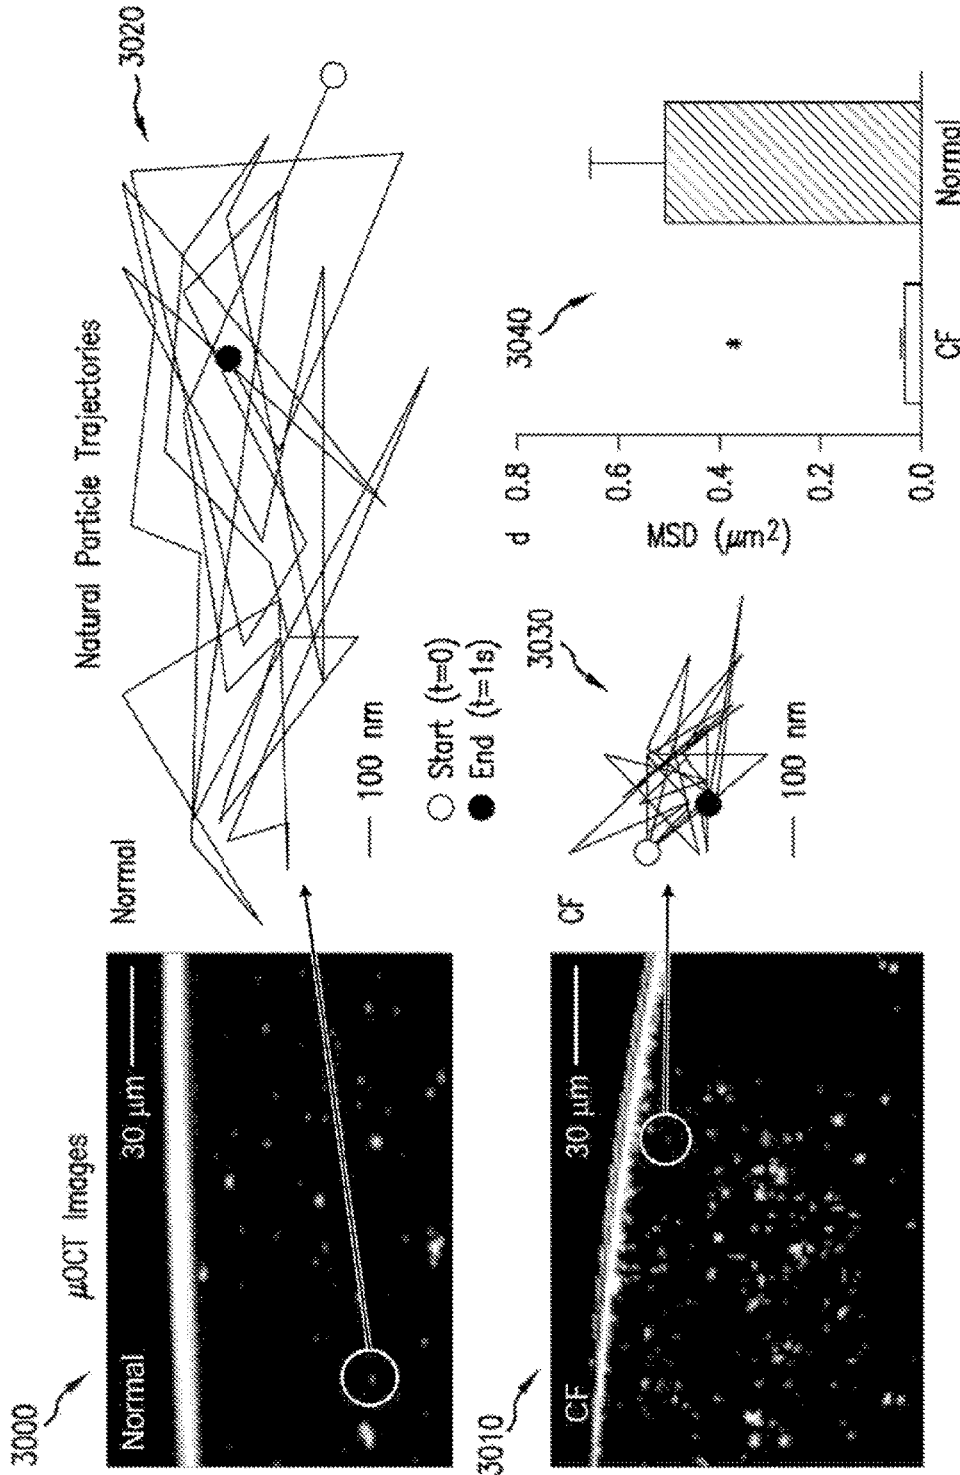 3000
μOCT Images
Normal
30 μm
Natural Particle Trajectories
3020
Normal
100 nm
Start (t=0)
End (t=1s)
3010
CF
30 μm
CF
3030
100 nm
d
3040
MSD (μm²)
0.8
0.6
0.4
0.2
0.0
*
CF
Normal